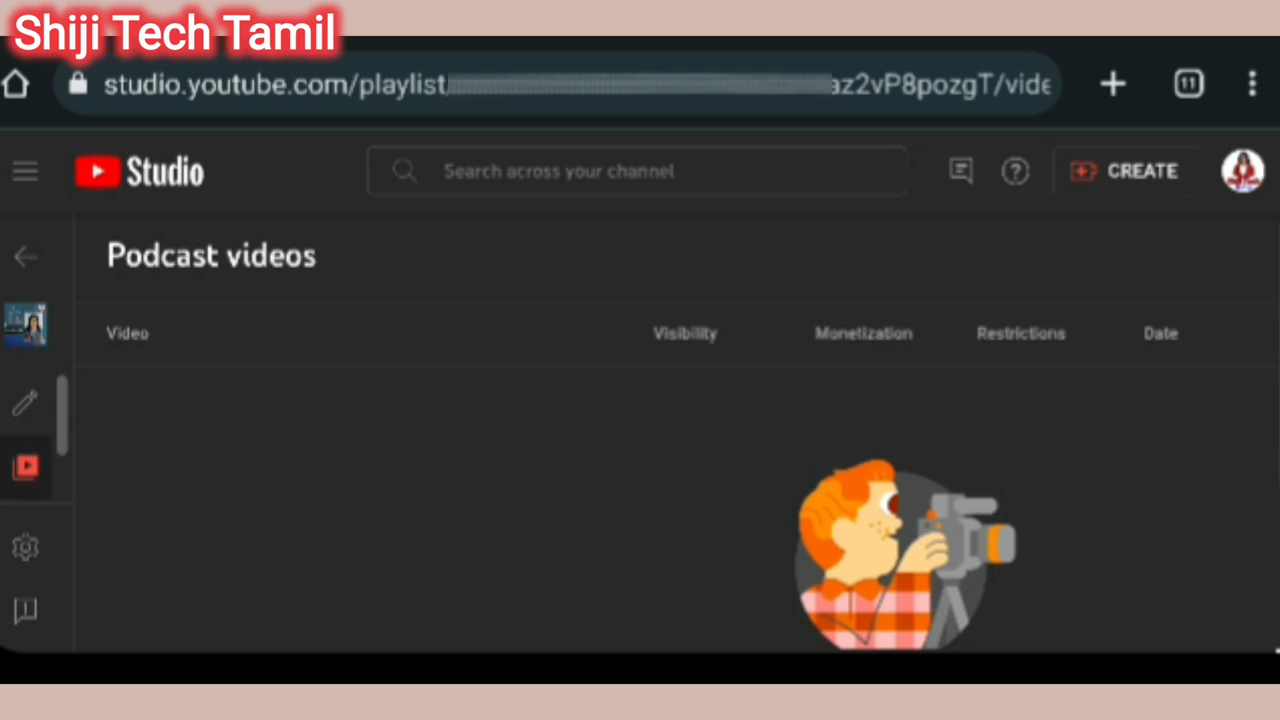 Shiji Tech Tamil
studio.youtube.com/playlist az2vP8pozgT/vide
11
Studio
Search across your channel
CREATE
Podcast videos
Video Visibility Monetization Restrictions Date